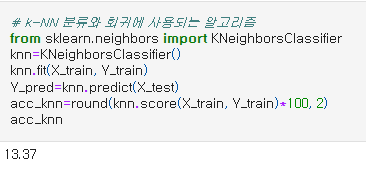 # k-NN 분류와 회귀에 사용되는 알고리즘
from sklearn.neighbors import KNeighborsClassifier
knn=KNeighborsClassifier()
knn.fit(X_train, Y_train)
Y_pred=knn.predict(X_test)
acc_knn=round(knn.score(X_train, Y_train)*100, 2)
acc_knn
13.37